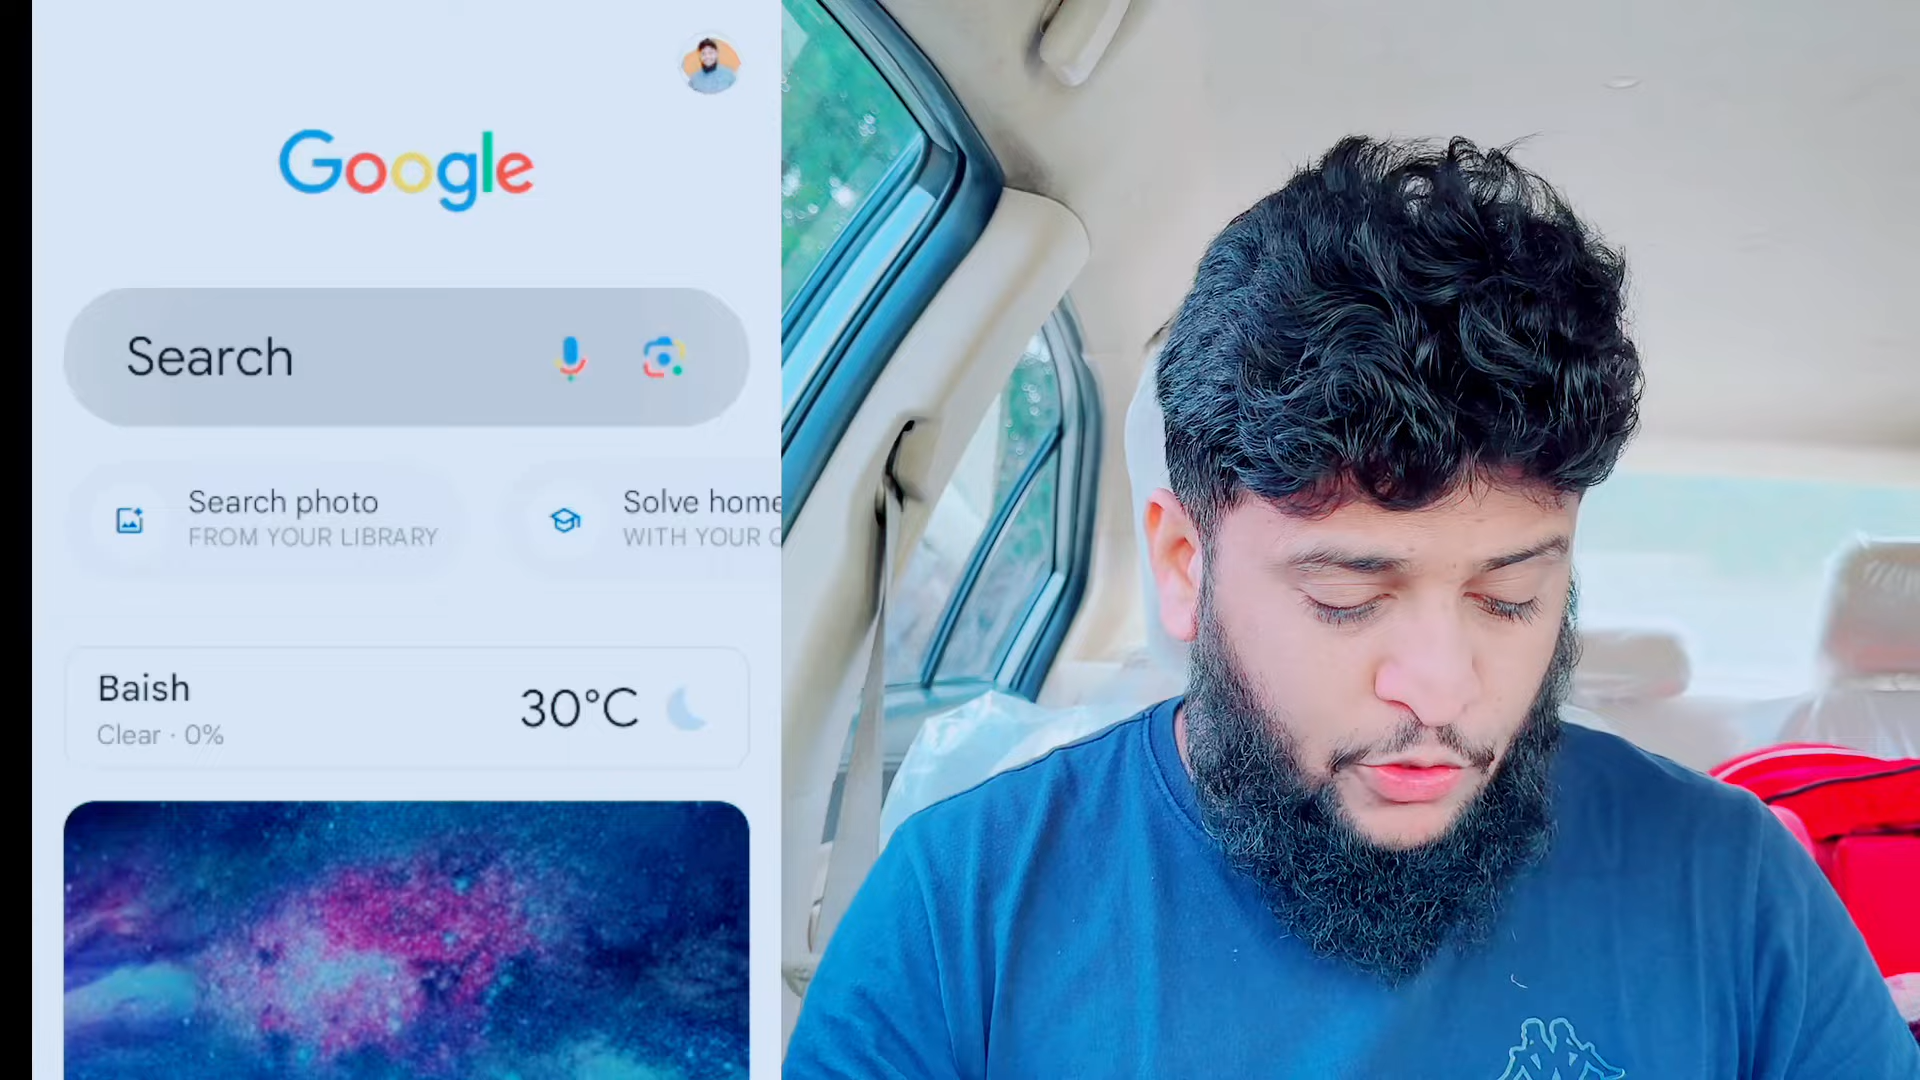 Google
Search
Search photo
FROM YOUR LIBRARY
Solve home
WITH YOUR C
Baish
Clear · 0%
30°C